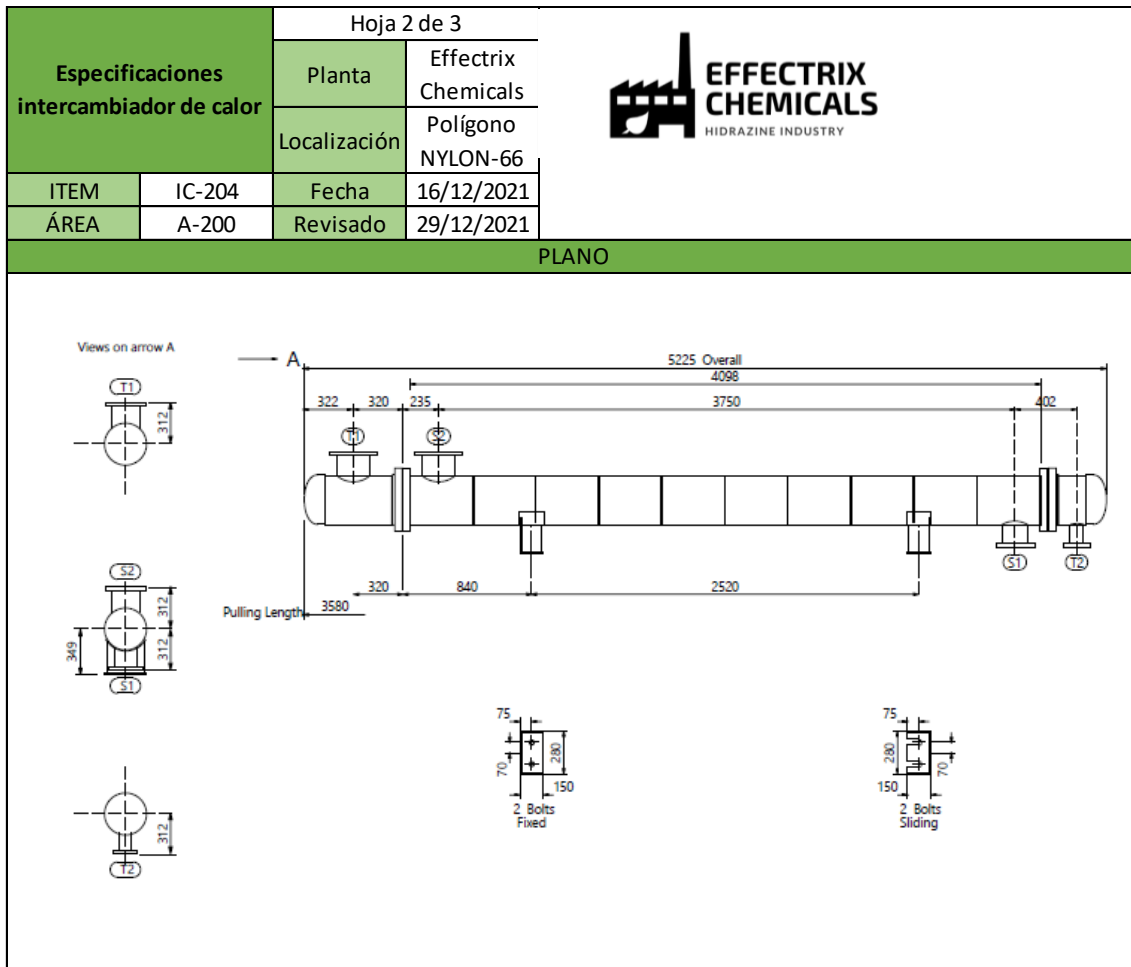 Especificaciones
intercambiador de calor
Hoja 2 de 3
Planta
Effectrix
Chemicals
Localización
Polígono
NYLON-66
ITEM
IC-204
Fecha
16/12/2021
ÁREA
A-200
Revisado
29/12/2021
EFFECTRIX
CHEMICALS
HIDRAZINE INDUSTRY
PLANO
Views on arrow A
A
5225 Overall
4098
322
320
235
3750
402
T1
S2
S1
T2
320
840
2520
Pulling Length
3580
T1
312
S2
312
349
312
S1
312
T2
75
70
280
150
2 Bolts
Fixed
75
280
70
150
2 Bolts
Sliding